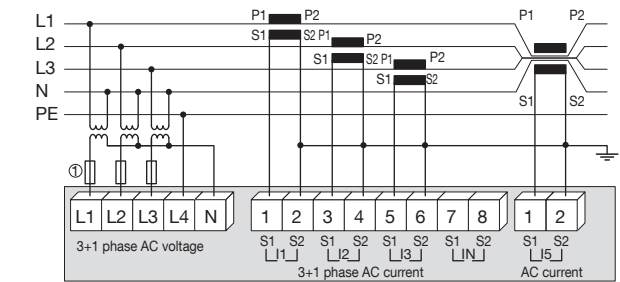 P1 P2 P1 P2
L1
S1 S2 P1 P2
L2
S1 S2 P1 P2
L3
S1 S2
N
S1 S2
PE
①
L1 L2 L3 L4 N 1 2 3 4 5 6 7 8 1 2
S1 S2 S1 S2 S1 S2 S1 S2 S1 S2
3+1 phase AC voltage I1 I2 I3 IN I5
3+1 phase AC current AC current